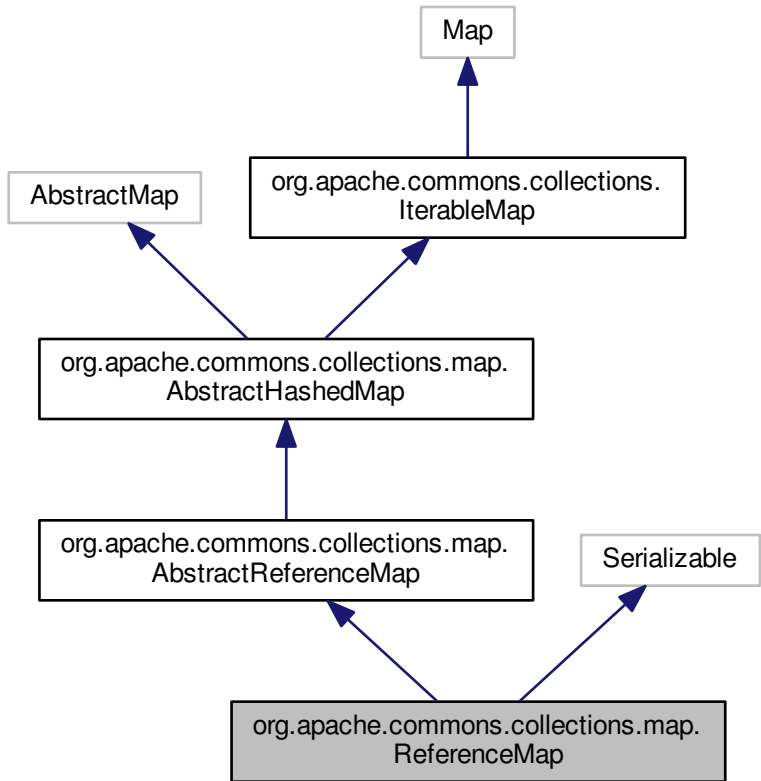 Map
org.apache.commons.collections.
IterableMap
AbstractMap
org.apache.commons.collections.map.
AbstractHashedMap
org.apache.commons.collections.map.
AbstractReferenceMap
Serializable
org.apache.commons.collections.map.
ReferenceMap